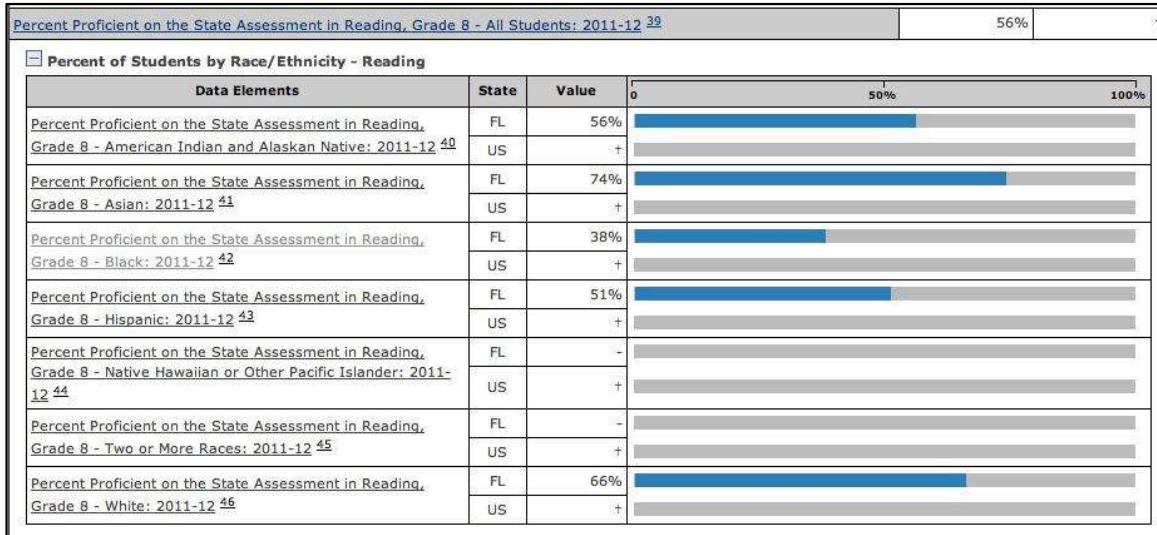 Percent Proficient on the State Assessment in Reading, Grade 8 - All Students: 2011-12 39 56%
Percent of Students by Race/Ethnicity - Reading
Data Elements State Value 0 50% 100%
Percent Proficient on the State Assessment in Reading, FL 56%
Grade 8 - American Indian and Alaskan Native: 2011-12 40 US †
Percent Proficient on the State Assessment in Reading, FL 74%
Grade 8 - Asian: 2011-12 41 US †
Percent Proficient on the State Assessment in Reading, FL 38%
Grade 8 - Black: 2011-12 42 US †
Percent Proficient on the State Assessment in Reading, FL 51%
Grade 8 - Hispanic: 2011-12 43 US †
Percent Proficient on the State Assessment in Reading, FL -
Grade 8 - Native Hawaiian or Other Pacific Islander: 2011-
12 44 US †
Percent Proficient on the State Assessment in Reading, FL -
Grade 8 - Two or More Races: 2011-12 45 US †
Percent Proficient on the State Assessment in Reading, FL 66%
Grade 8 - White: 2011-12 46 US †